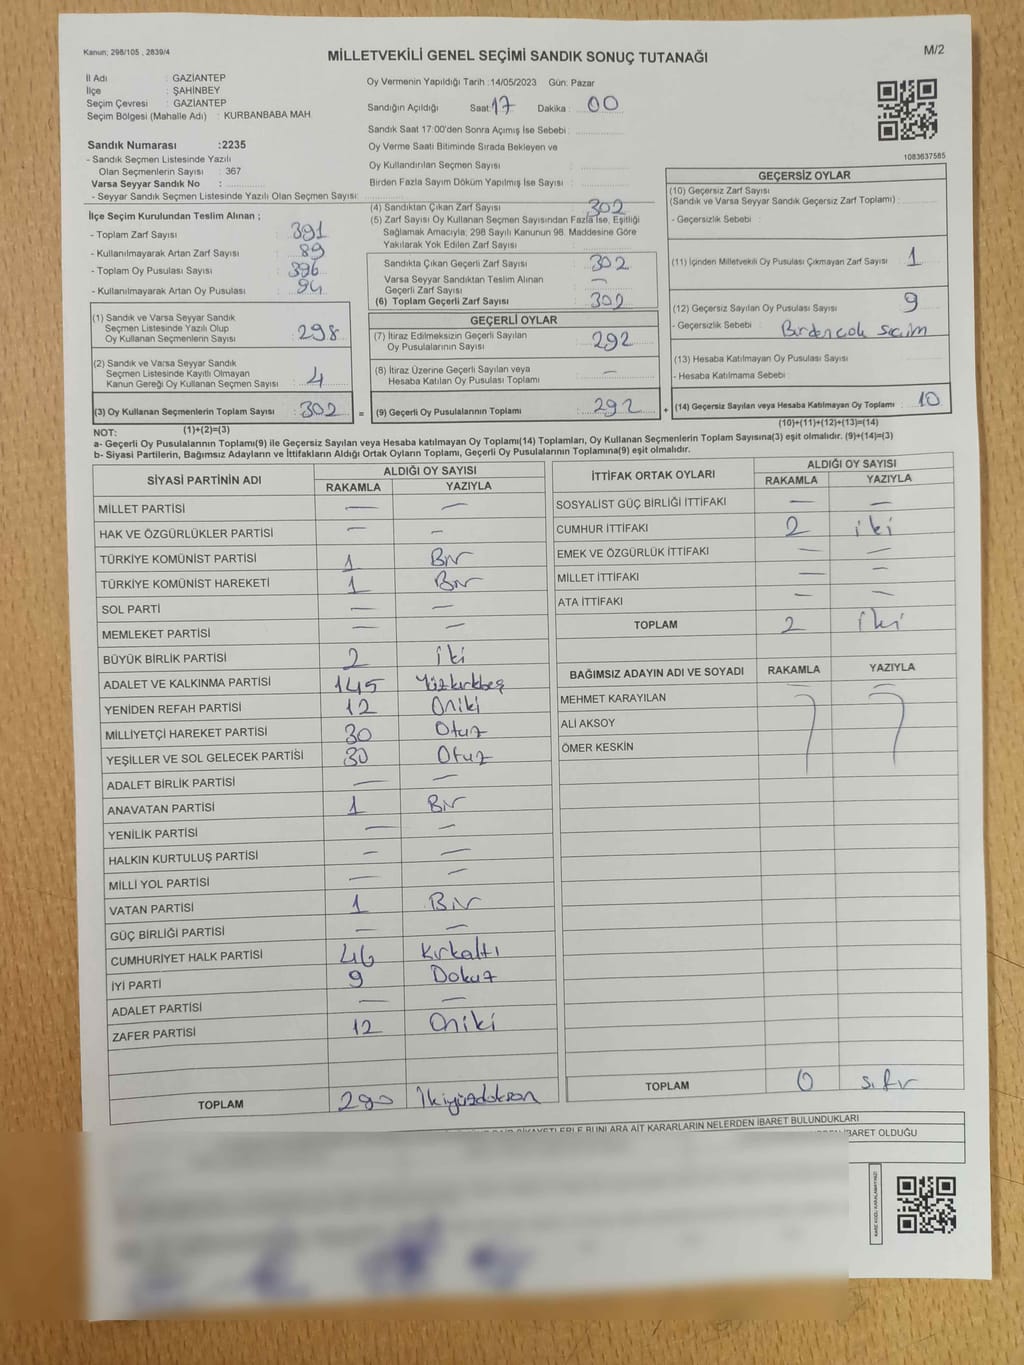 Kanun; 298/105 , 2839/4
MİLLETVEKİLİ GENEL SEÇİMİ SANDIK SONUÇ TUTANAĞI
M/2
İl Adı : GAZİANTEP
İlçe : ŞAHİNBEY
Seçim Çevresi : GAZİANTEP
Seçim Bölgesi (Mahalle Adı) : KURBANBABA MAH
Sandık Numarası :2235
- Sandık Seçmen Listesinde Yazılı
Olan Seçmenlerin Sayısı : 367
Varsa Seyyar Sandık No :
- Seyyar Sandık Seçmen Listesinde Yazılı Olan Seçmen Sayısı:
Oy Vermenin Yapıldığı Tarih :14/05/2023 Gün: Pazar
Sandığın Açıldığı Saat: 17 Dakika : 00
Sandık Saat 17:00'den Sonra Açımış İse Sebebi :
Oy Verme Saati Bitiminde Sırada Bekleyen ve
Oy Kullandırılan Seçmen Sayısı :
Birden Fazla Sayım Döküm Yapılmış İse Sayısı :
1083637585
İlçe Seçim Kurulundan Teslim Alınan ;
- Toplam Zarf Sayısı : 391
- Kullanılmayarak Artan Zarf Sayısı : 89
- Toplam Oy Pusulası Sayısı : 396
- Kullanılmayarak Artan Oy Pusulası : 94
(1) Sandık ve Varsa Seyyar Sandık
Seçmen Listesinde Yazılı Olup
Oy Kullanan Seçmenlerin Sayısı : 298
(2) Sandık ve Varsa Seyyar Sandık
Seçmen Listesinde Kayıtlı Olmayan
Kanun Gereği Oy Kullanan Seçmen Sayısı : 4
(3) Oy Kullanan Seçmenlerin Toplam Sayısı : 302
(1)+(2)=(3)
(4) Sandıktan Çıkan Zarf Sayısı : 302
(5) Zarf Sayısı Oy Kullanan Seçmen Sayısından Fazla İse, Eşitliği
Sağlamak Amacıyla; 298 Sayılı Kanunun 98. Maddesine Göre
Yakılarak Yok Edilen Zarf Sayısı :
Sandıkta Çıkan Geçerli Zarf Sayısı : 302
Varsa Seyyar Sandıktan Teslim Alınan
Geçerli Zarf Sayısı : —
(6) Toplam Geçerli Zarf Sayısı : 302
GEÇERLİ OYLAR
(7) İtiraz Edilmeksizin Geçerli Sayılan
Oy Pusulalarının Sayısı : 292
(8) İtiraz Üzerine Geçerli Sayılan veya
Hesaba Katılan Oy Pusulası Toplamı : —
= (9) Geçerli Oy Pusulalarının Toplamı : 292 +
GEÇERSİZ OYLAR
(10) Geçersiz Zarf Sayısı
(Sandık ve Varsa Seyyar Sandık Geçersiz Zarf Toplamı) :
- Geçersizlik Sebebi :
(11) İçinden Milletvekili Oy Pusulası Çıkmayan Zarf Sayısı : 1
(12) Geçersiz Sayılan Oy Pusulası Sayısı : 9
- Geçersizlik Sebebi : Birdençok seçim
(13) Hesaba Katılmayan Oy Pusulası Sayısı :
- Hesaba Katılmama Sebebi :
(14) Geçersiz Sayılan veya Hesaba Katılmayan Oy Toplamı : 10
(10)+(11)+(12)+(13)=(14)
NOT:
a- Geçerli Oy Pusulalarının Toplamı(9) ile Geçersiz Sayılan veya Hesaba katılmayan Oy Toplamı(14) Toplamları, Oy Kullanan Seçmenlerin Toplam Sayısına(3) eşit olmalıdır. (9)+(14)=(3)
b- Siyasi Partilerin, Bağımsız Adayların ve İttifakların Aldığı Ortak Oyların Toplamı, Geçerli Oy Pusulalarının Toplamına(9) eşit olmalıdır.
SİYASİ PARTİNİN ADI ALDIĞI OY SAYISI
RAKAMLA YAZIYLA
MİLLET PARTİSİ — —
HAK VE ÖZGÜRLÜKLER PARTİSİ — —
TÜRKİYE KOMÜNİST PARTİSİ 1 Bir
TÜRKİYE KOMÜNİST HAREKETİ 1 Bir
SOL PARTİ — —
MEMLEKET PARTİSİ — —
BÜYÜK BİRLİK PARTİSİ 2 iki
ADALET VE KALKINMA PARTİSİ 145 Yüzkırkbeş
YENİDEN REFAH PARTİSİ 12 Oniki
MİLLİYETÇİ HAREKET PARTİSİ 30 Otuz
YEŞİLLER VE SOL GELECEK PARTİSİ 30 Otuz
ADALET BİRLİK PARTİSİ — —
ANAVATAN PARTİSİ 1 Bir
YENİLİK PARTİSİ — —
HALKIN KURTULUŞ PARTİSİ — —
MİLLİ YOL PARTİSİ — —
VATAN PARTİSİ 1 Bir
GÜÇ BİRLİĞİ PARTİSİ — —
CUMHURİYET HALK PARTİSİ 46 Kırkaltı
İYİ PARTİ 9 Dokuz
ADALET PARTİSİ — —
ZAFER PARTİSİ 12 Oniki
TOPLAM 290 İkiyüzdoksan
İTTİFAK ORTAK OYLARI ALDIĞI OY SAYISI
RAKAMLA YAZIYLA
SOSYALİST GÜÇ BİRLİĞİ İTTİFAKI — —
CUMHUR İTTİFAKI 2 iki
EMEK VE ÖZGÜRLÜK İTTİFAKI — —
MİLLET İTTİFAKI — —
ATA İTTİFAKI — —
TOPLAM 2 iki
BAĞIMSIZ ADAYIN ADI VE SOYADI RAKAMLA YAZIYLA
MEHMET KARAYILAN
ALİ AKSOY
ÖMER KESKİN
TOPLAM 0 sıfır
BUNLARA AİT KARARLARIN NELERDEN İBARET BULUNDUKLARI
İBARET OLDUĞU